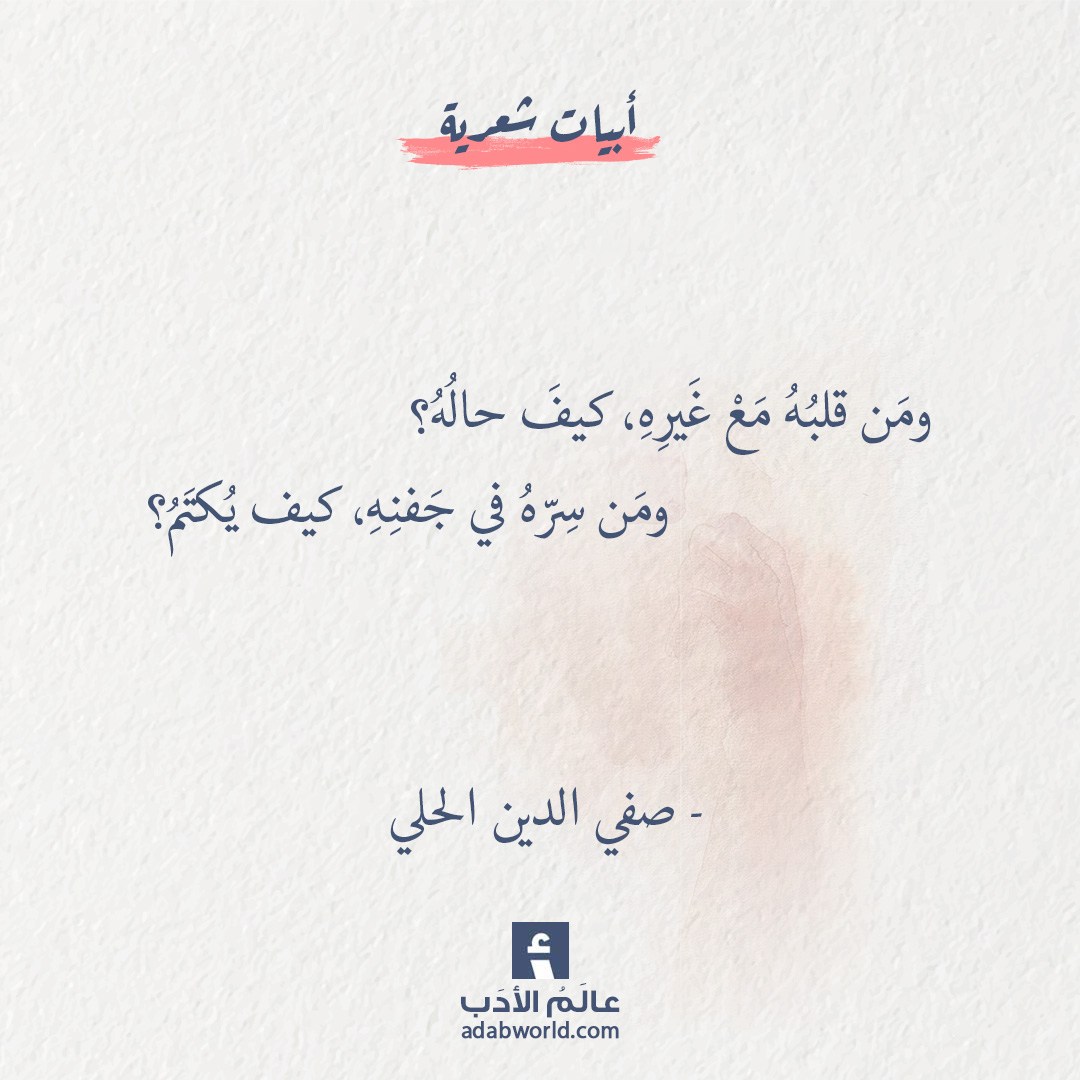 أبيات شعرية
ومَن قلبُهُ مَعْ غَيرِهِ، كيفَ حالُهُ؟
ومَن سِرّهُ في جَفنِهِ، كيف يُكتَمُ؟
- صفي الدين الحلي
أ
عالَمُ الأدَب
adabworld.com